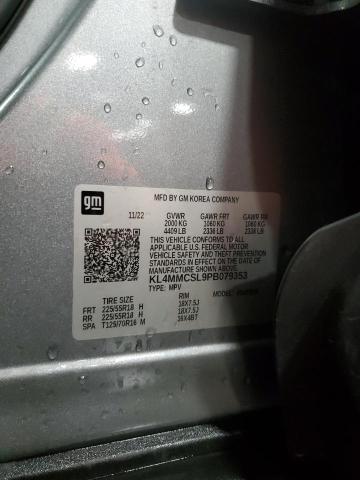 gm
MFD BY GM KOREA COMPANY
11/22 GVWR GAWR FRT GAWR RR
2000 KG 1060 KG 1060 KG
4409 LB 2336 LB 2336 LB
THIS VEHICLE CONFORMS TO ALL
APPLICABLE U.S. FEDERAL MOTOR
VEHICLE SAFETY AND THEFT PREVENTION
STANDARDS IN EFFECT ON THE DATE OF
MANUFACTURE SHOWN ABOVE.
KL4MMCSL9PB079353
TYPE: MPV
TIRE SIZE RIM
FRT 225/55R18 H 18X7.5J
RR 225/55R18 H 18X7.5J
SPA T125/70R16 M 16X4BT